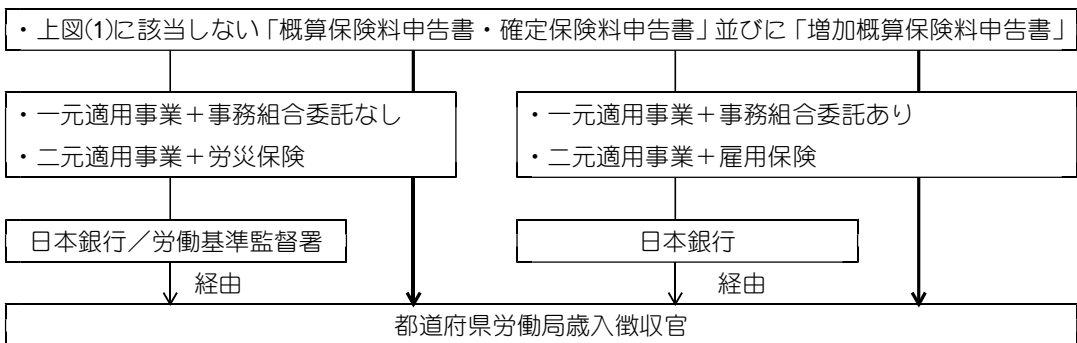 ・上図(1)に該当しない「概算保険料申告書・確定保険料申告書」並びに「増加概算保険料申告書」
・一元適用事業＋事務組合委託なし
・二元適用事業＋労災保険
・一元適用事業＋事務組合委託あり
・二元適用事業＋雇用保険
日本銀行／労働基準監督署
日本銀行
経由
経由
都道府県労働局歳入徴収官